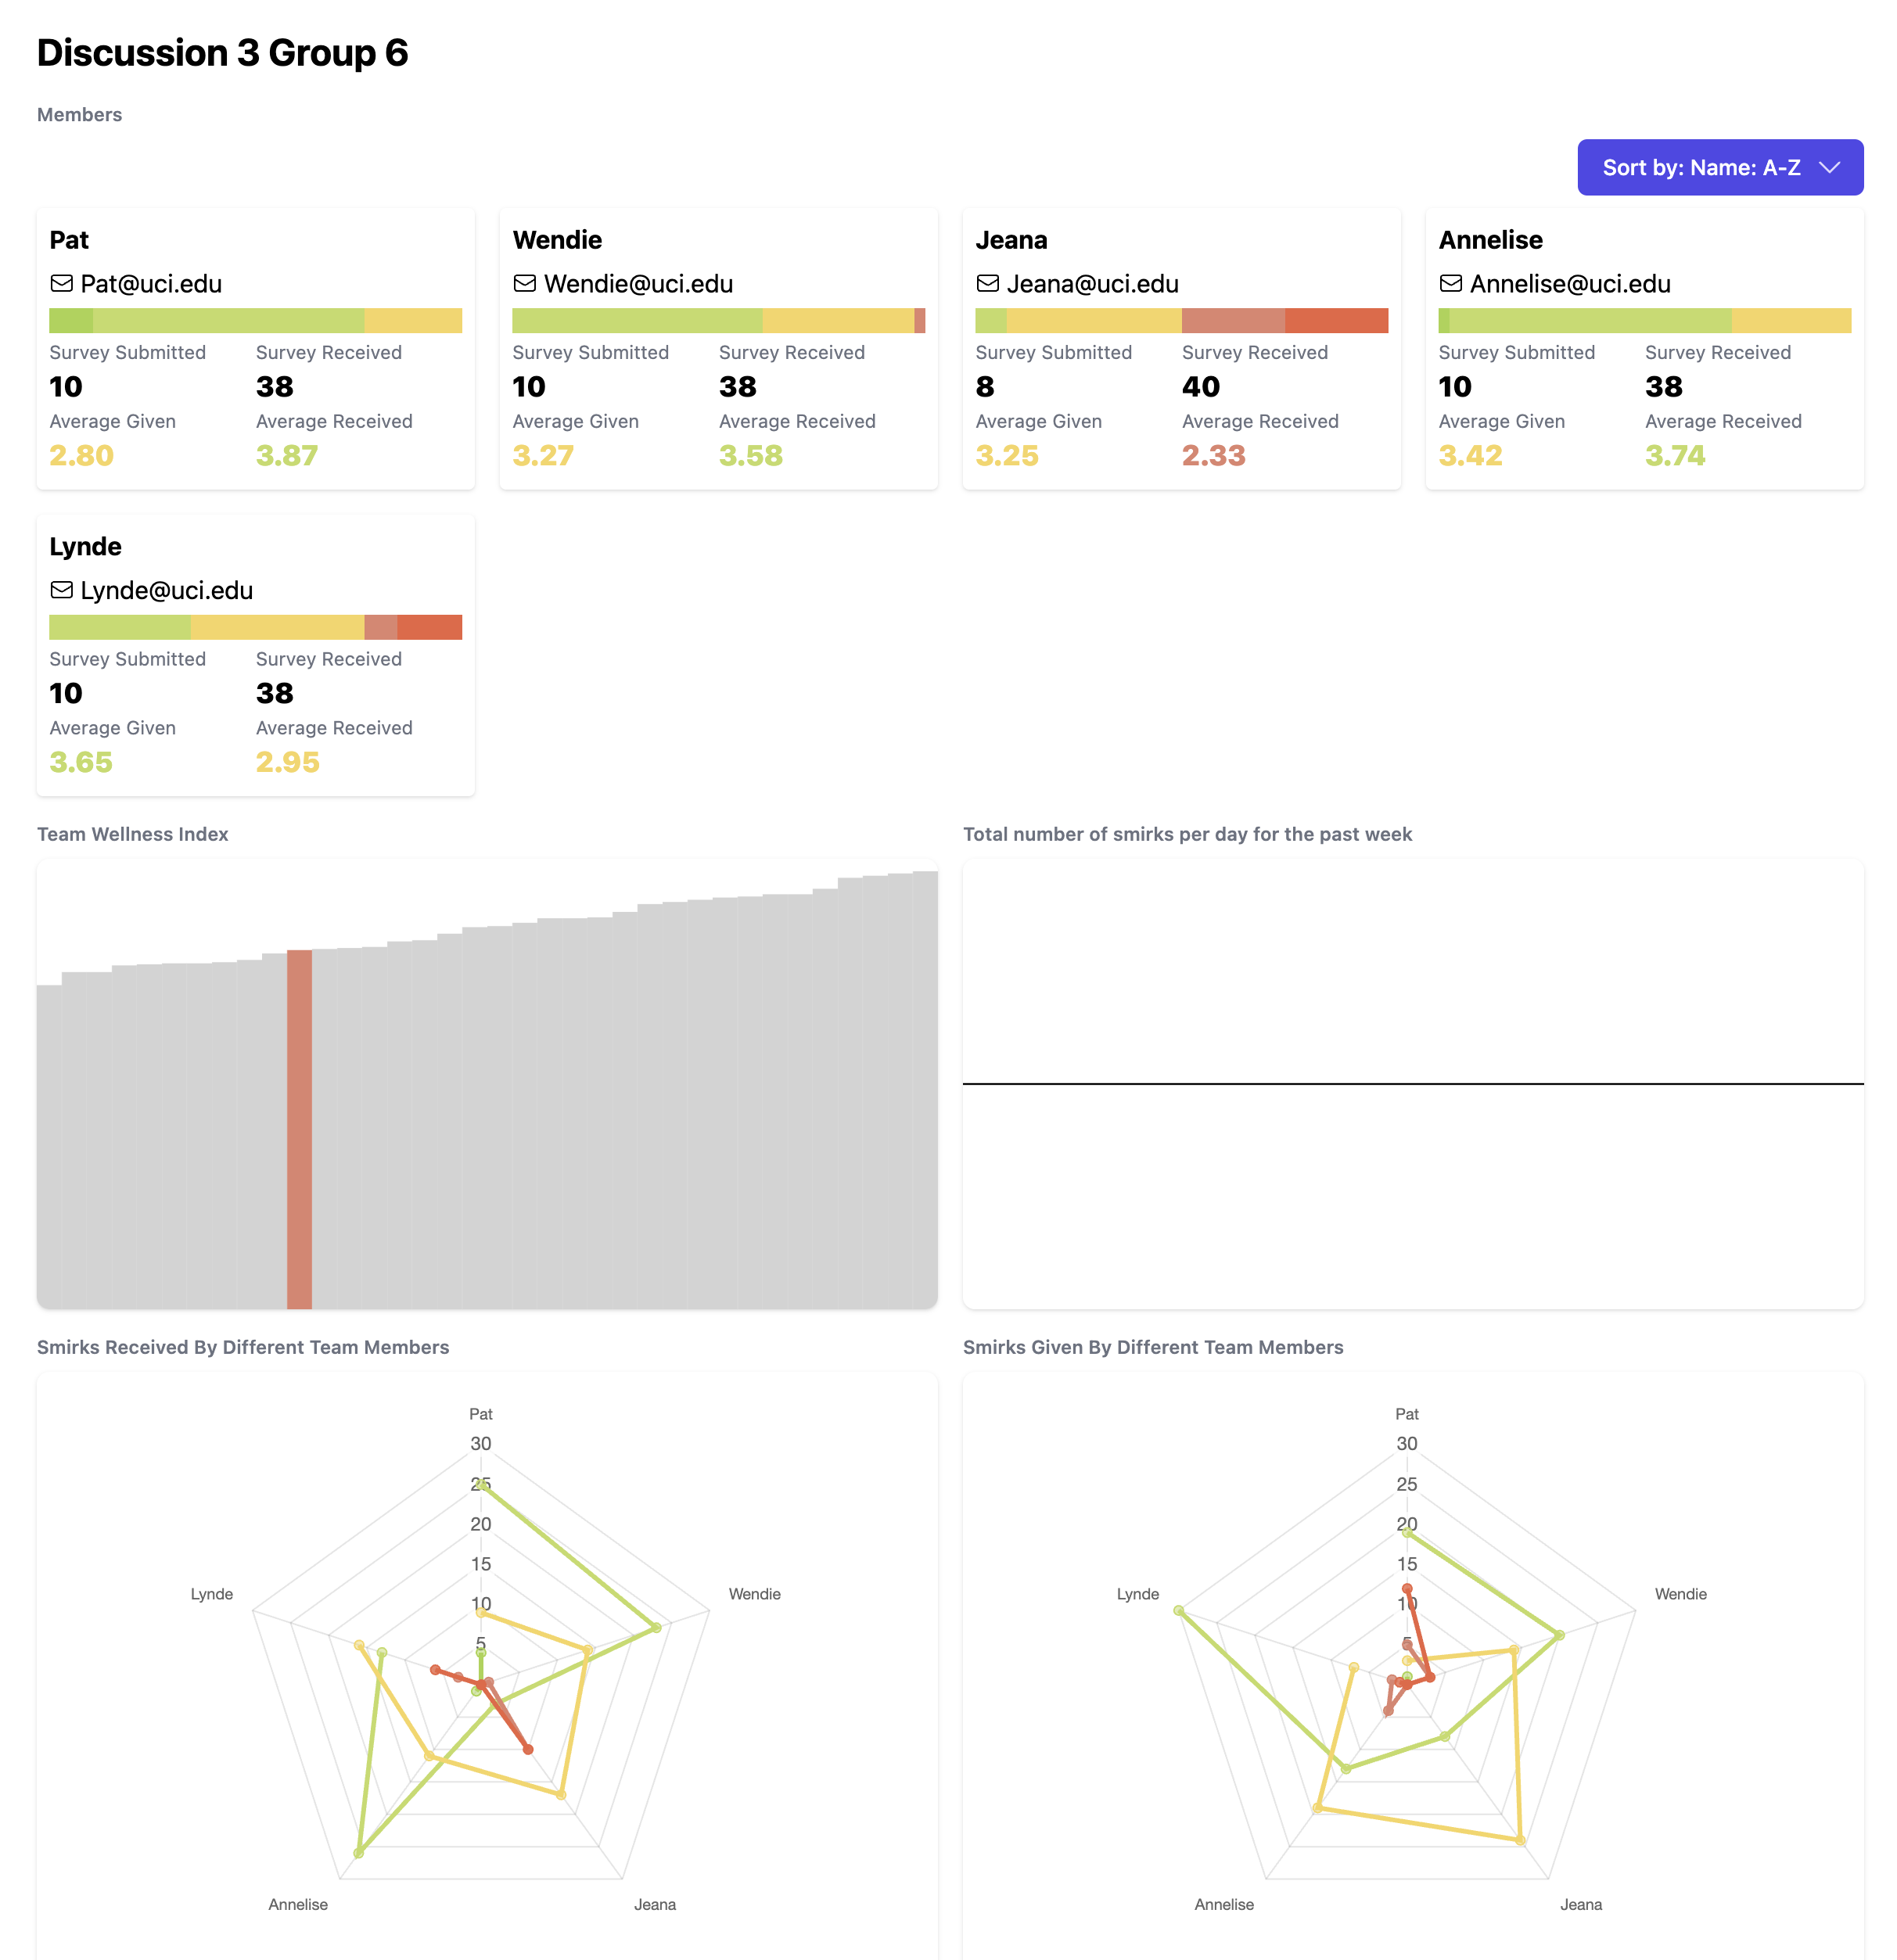 Discussion 3 Group 6
Members
Sort by: Name: A-Z
Pat
Pat@uci.edu
Survey Submitted
Survey Received
10
38
Average Given
Average Received
2.80
3.87
Wendie
Wendie@uci.edu
Survey Submitted
Survey Received
10
38
Average Given
Average Received
3.27
3.58
Jeana
Jeana@uci.edu
Survey Submitted
Survey Received
8
40
Average Given
Average Received
3.25
2.33
Annelise
Annelise@uci.edu
Survey Submitted
Survey Received
10
38
Average Given
Average Received
3.42
3.74
Lynde
Lynde@uci.edu
Survey Submitted
Survey Received
10
38
Average Given
Average Received
3.65
2.95
Team Wellness Index
Total number of smirks per day for the past week
Smirks Received By Different Team Members
Pat
30
25
20
15
10
5
Wendie
Jeana
Annelise
Lynde
Smirks Given By Different Team Members
Pat
30
25
20
15
10
5
Wendie
Jeana
Annelise
Lynde